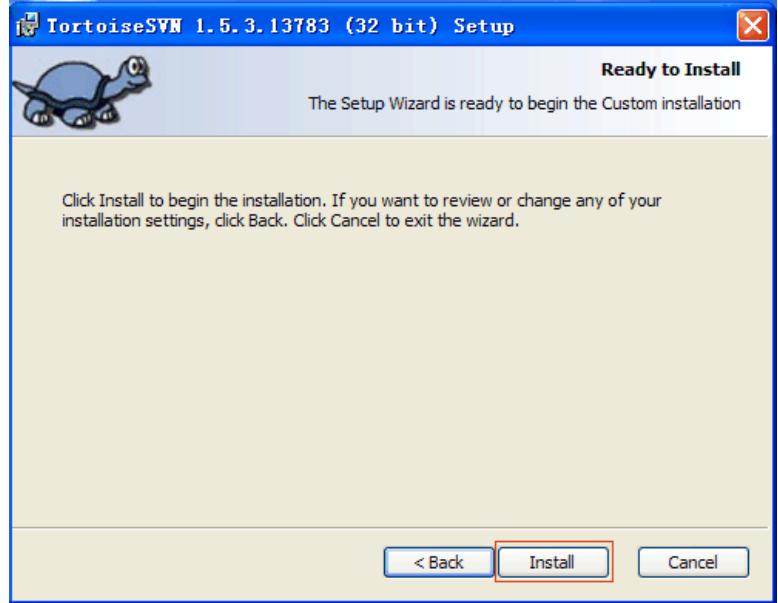 TortoiseSVN 1.5.3.13783 (32 bit) Setup
Ready to Install
The Setup Wizard is ready to begin the Custom installation
Click Install to begin the installation. If you want to review or change any of your
installation settings, click Back. Click Cancel to exit the wizard.
< Back
Install
Cancel